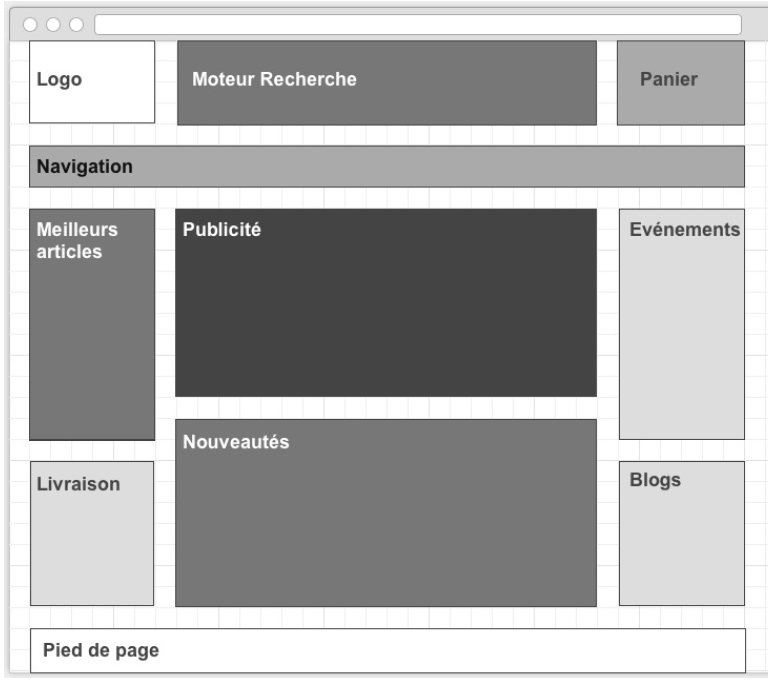 Logo
Moteur Recherche
Panier
Navigation
Meilleurs
articles
Publicité
Evénements
Nouveautés
Livraison
Blogs
Pied de page